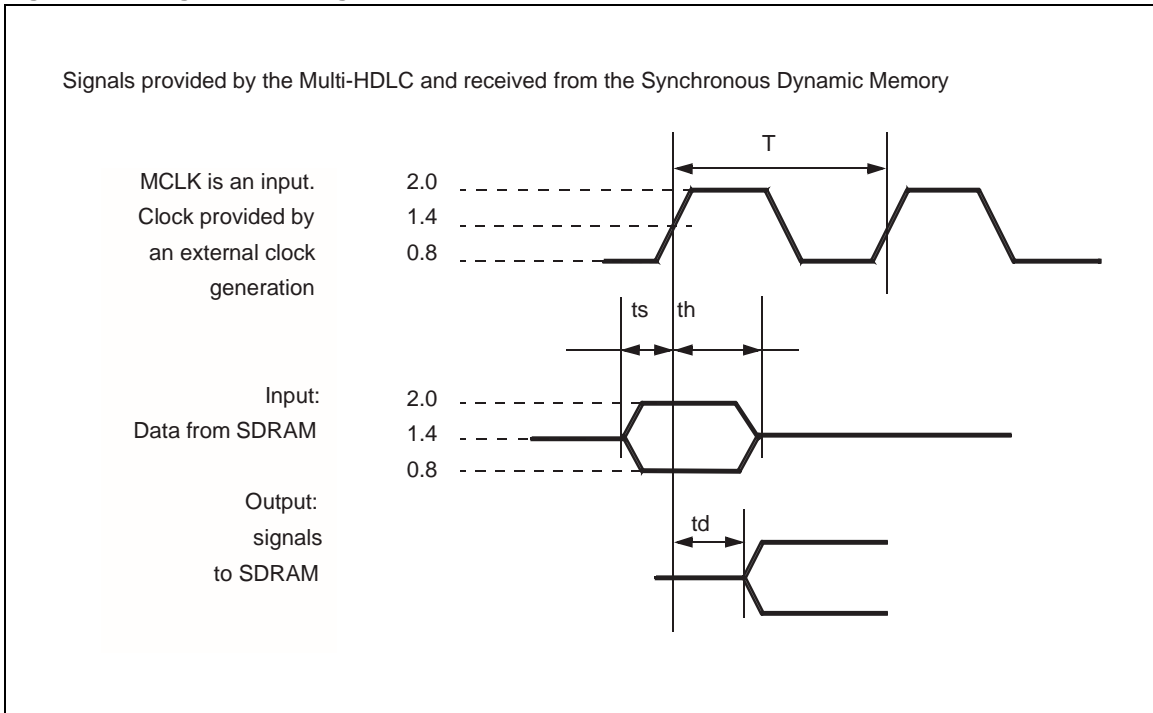 Signals provided by the Multi-HDLC and received from the Synchronous Dynamic Memory
T
MCLK is an input.
2.0
Clock provided by
1.4
an external clock
0.8
generation
ts
th
Input:
2.0
Data from SDRAM
1.4
0.8
Output:
signals
td
to SDRAM